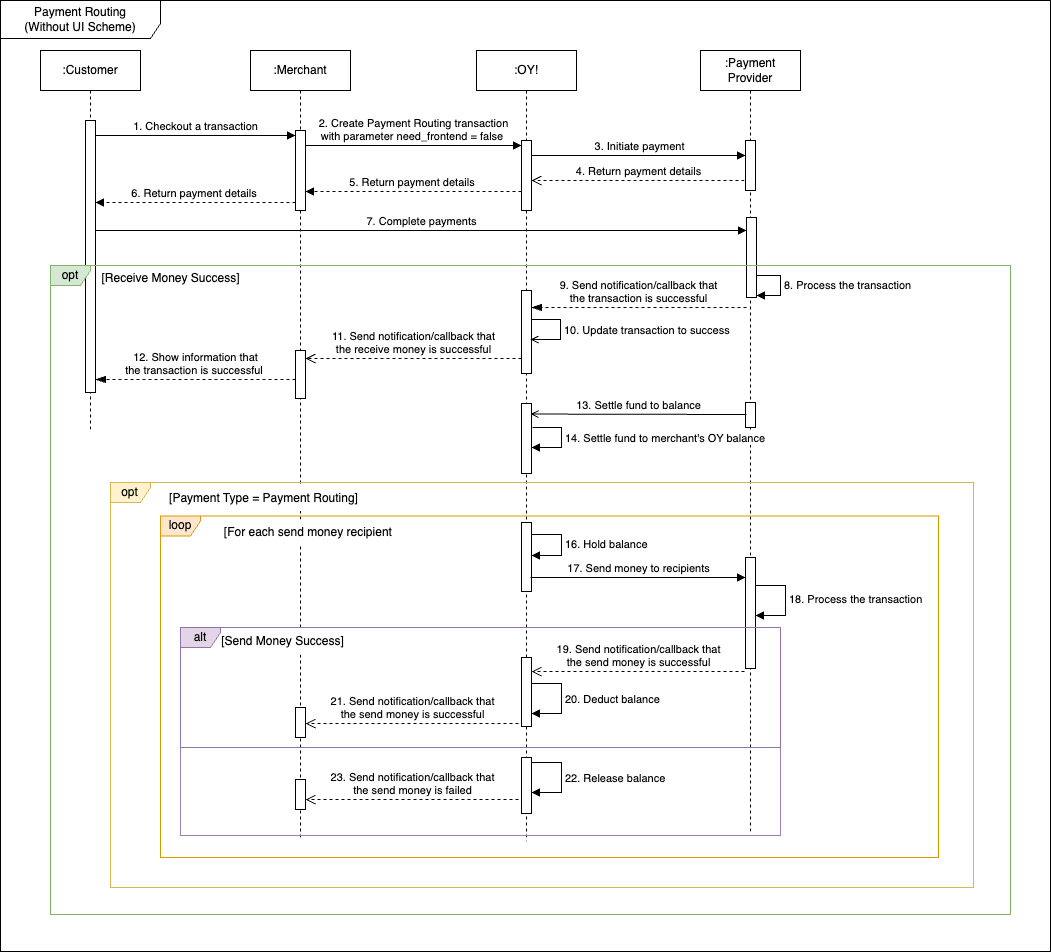 Payment Routing
(Without UI Scheme)
:Customer
:Merchant
:OY!
:Payment
Provider
1. Checkout a transaction
2. Create Payment Routing transaction
with parameter need_frontend = false
3. Initiate payment
4. Return payment details
5. Return payment details
6. Return payment details
7. Complete payments
opt
[Receive Money Success]
8. Process the transaction
9. Send notification/callback that
the transaction is successful
10. Update transaction to success
11. Send notification/callback that
the receive money is successful
12. Show information that
the transaction is successful
13. Settle fund to balance
14. Settle fund to merchant's OY balance
opt
[Payment Type = Payment Routing]
loop
[For each send money recipient
16. Hold balance
17. Send money to recipients
18. Process the transaction
alt
[Send Money Success]
19. Send notification/callback that
the send money is successful
20. Deduct balance
21. Send notification/callback that
the send money is successful
22. Release balance
23. Send notification/callback that
the send money is failed